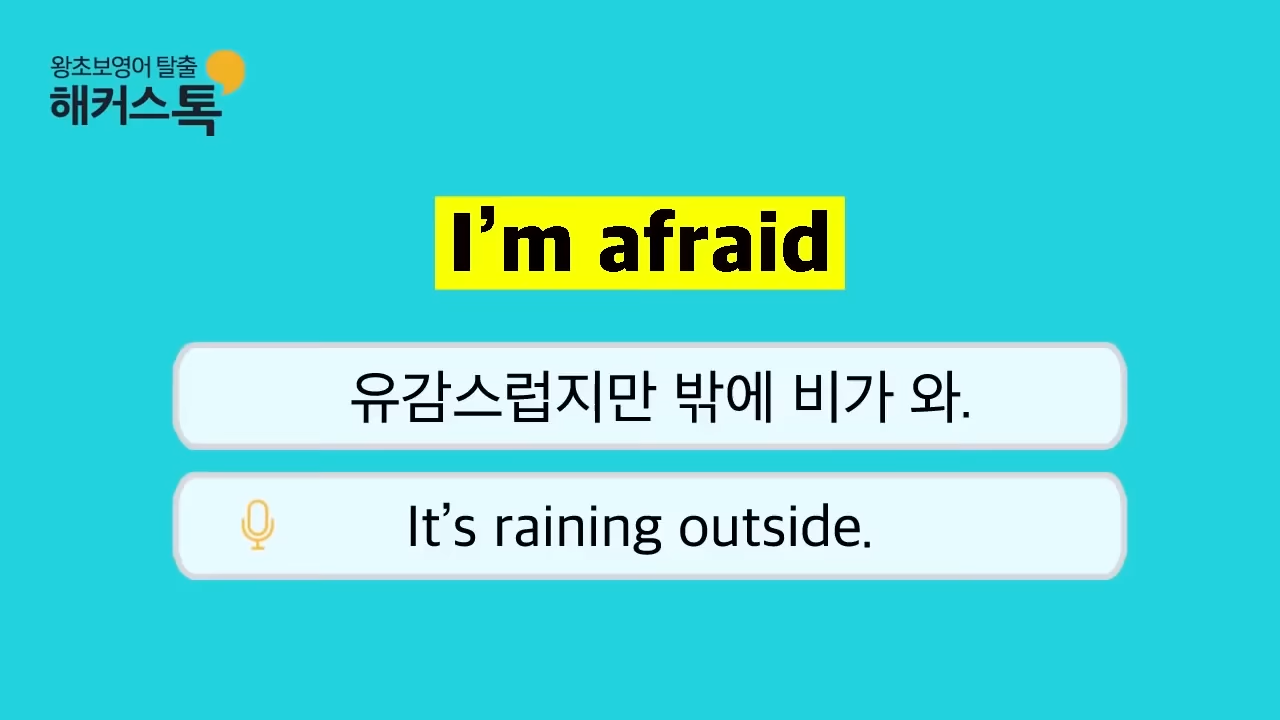 왕초보영어 탈출
해커스톡
I'm afraid
유감스럽지만 밖에 비가 와.
It's raining outside.